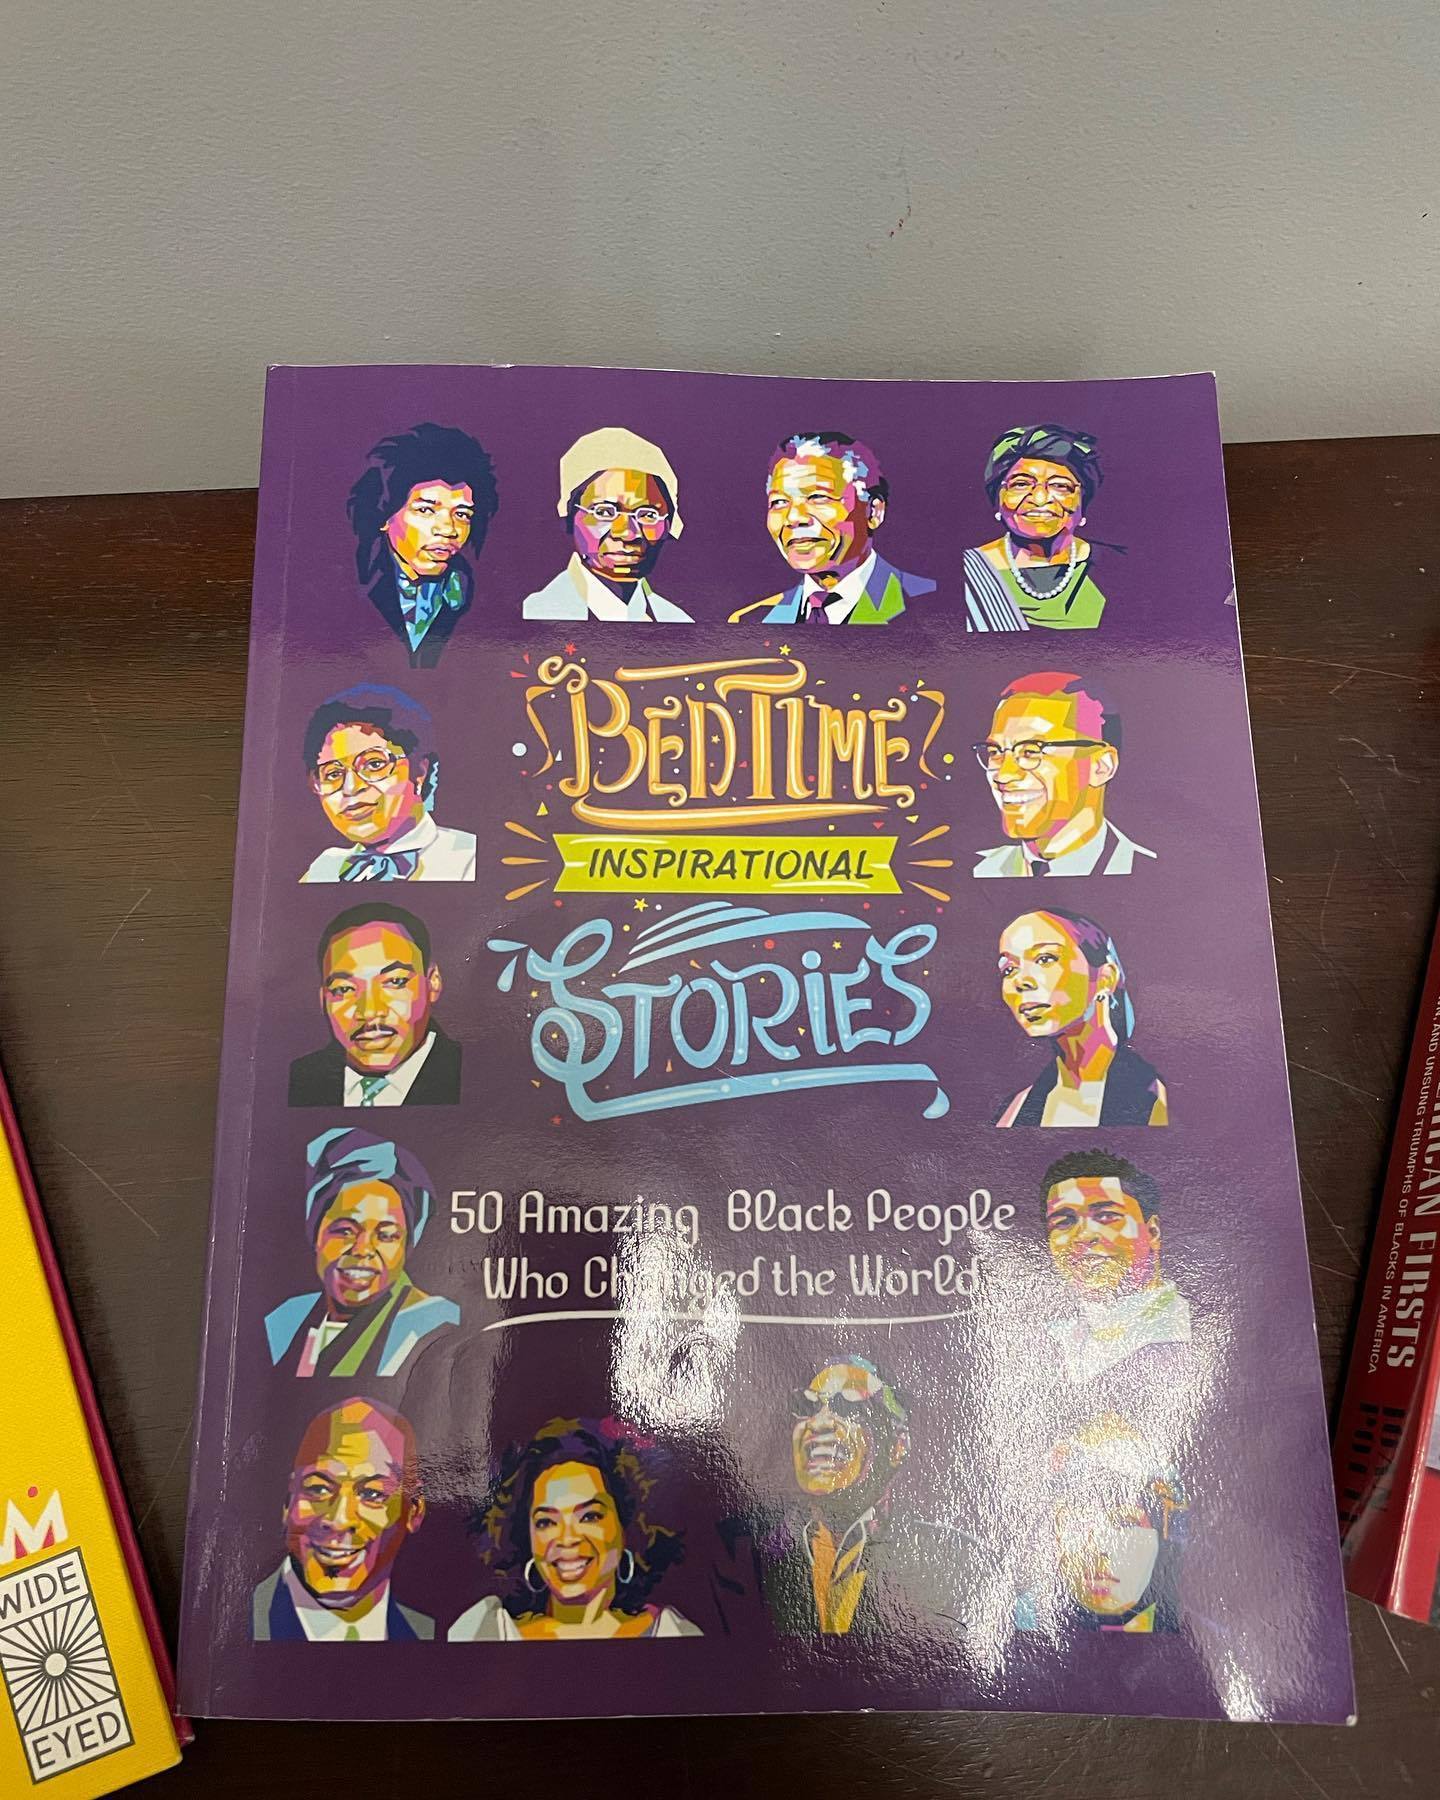 BEDTIME
INSPIRATIONAL
STORIES
50 Amazing Black People
Who Changed the World
M
WIDE
EYED
AND UNSUNG TRIUMPHS OF BLACKS IN AMERICA
FIRSTS